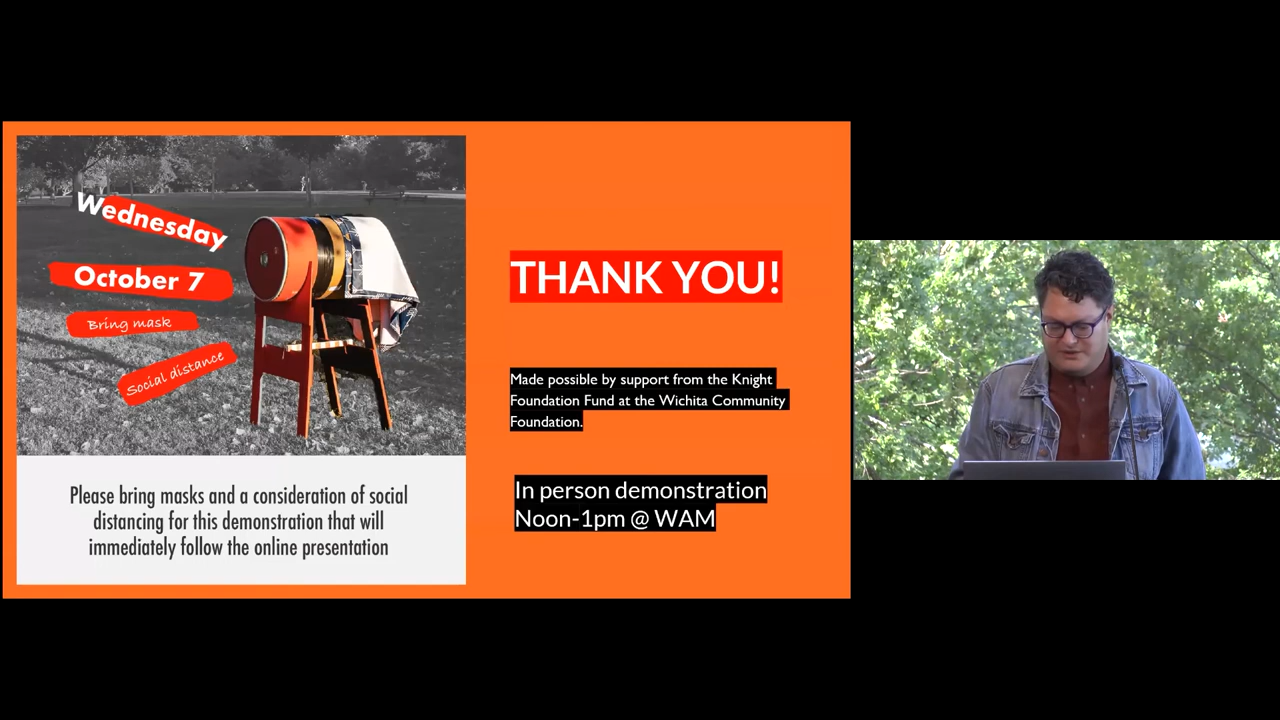 Wednesday
October 7
Bring mask
Social distance
Please bring masks and a consideration of social
distancing for this demonstration that will
immediately follow the online presentation
THANK YOU!
Made possible by support from the Knight
Foundation Fund at the Wichita Community
Foundation.
In person demonstration
Noon-1pm @ WAM